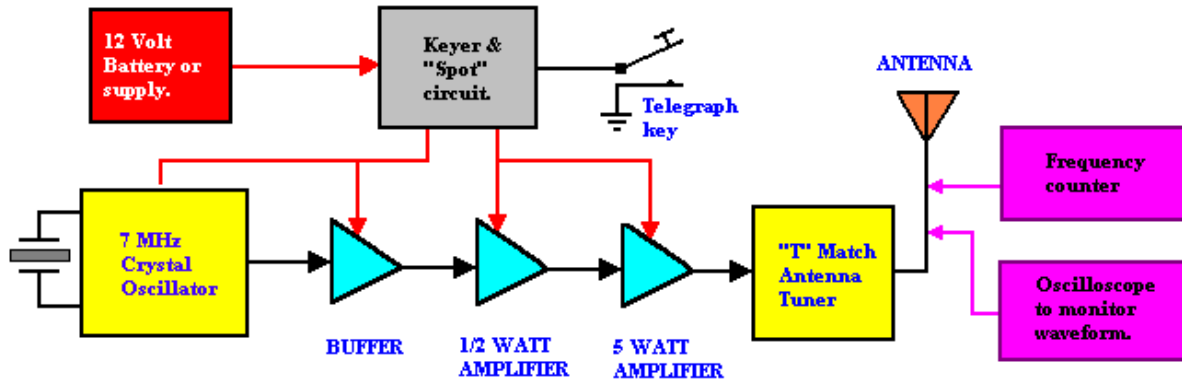 12 Volt
Battery or
supply.
Keyer &
"Spot"
circuit.
Telegraph
key
ANTENNA
Frequency
counter
7 MHz
Crystal
Oscillator
"T" Match
Antenna
Tuner
Oscilloscope
to monitor
waveform.
BUFFER
1/2 WATT
AMPLIFIER
5 WATT
AMPLIFIER